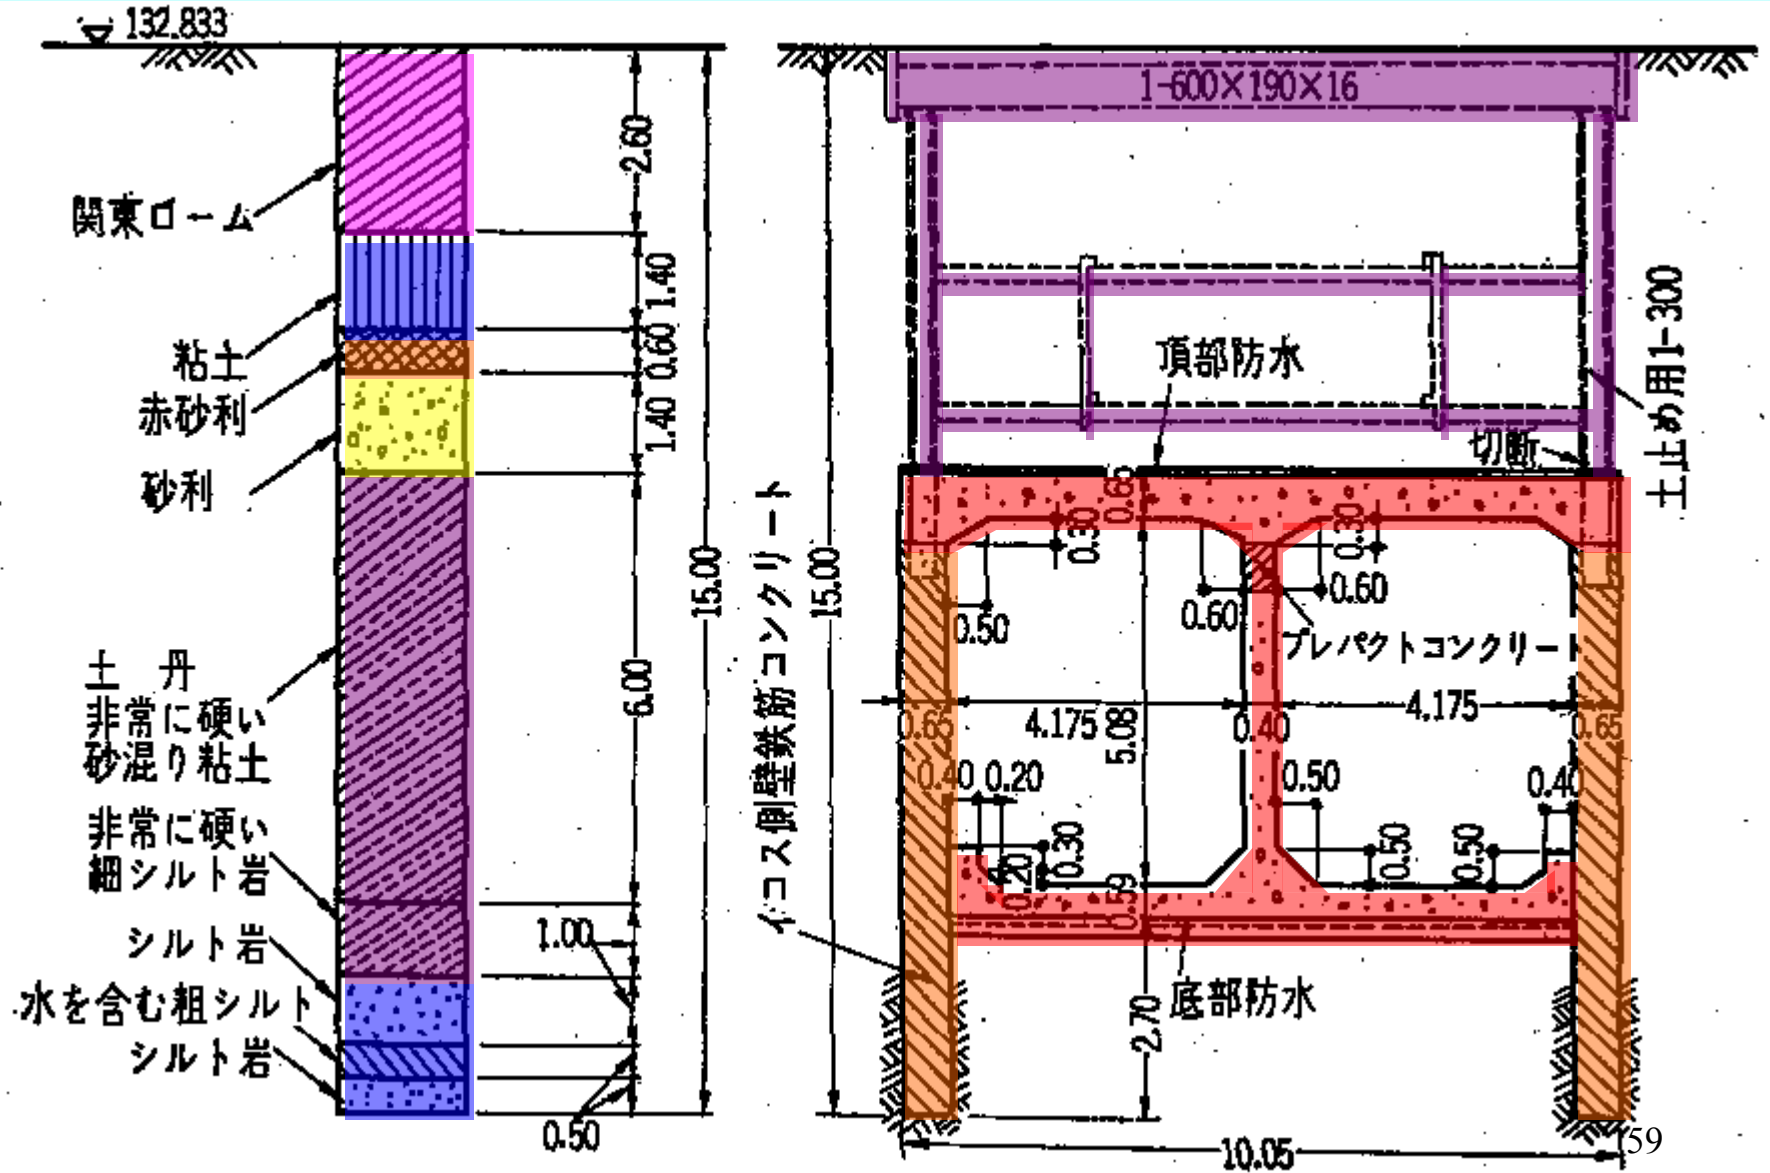 132.833
関東ローム
粘土
赤砂利
砂利
土 丹
非常に硬い
砂混り粘土
非常に硬い
細シルト岩
シルト岩
水を含む粗シルト
シルト岩
2.60
1.40
0.60
1.40
6.00
1.00
0.50
15.00
イコス側壁鉄筋コンクリート
15.00
1-600×190×16
土止め用1-300
頂部防水
切断
0.65
0.30
0.30
0.50
0.60
0.60
プレパクトコンクリート
0.65
4.175
5.08
0.40
4.175
0.65
0.40
0.20
0.50
0.40
0.20
0.30
0.59
0.50
0.50
底部防水
2.70
10.05
59